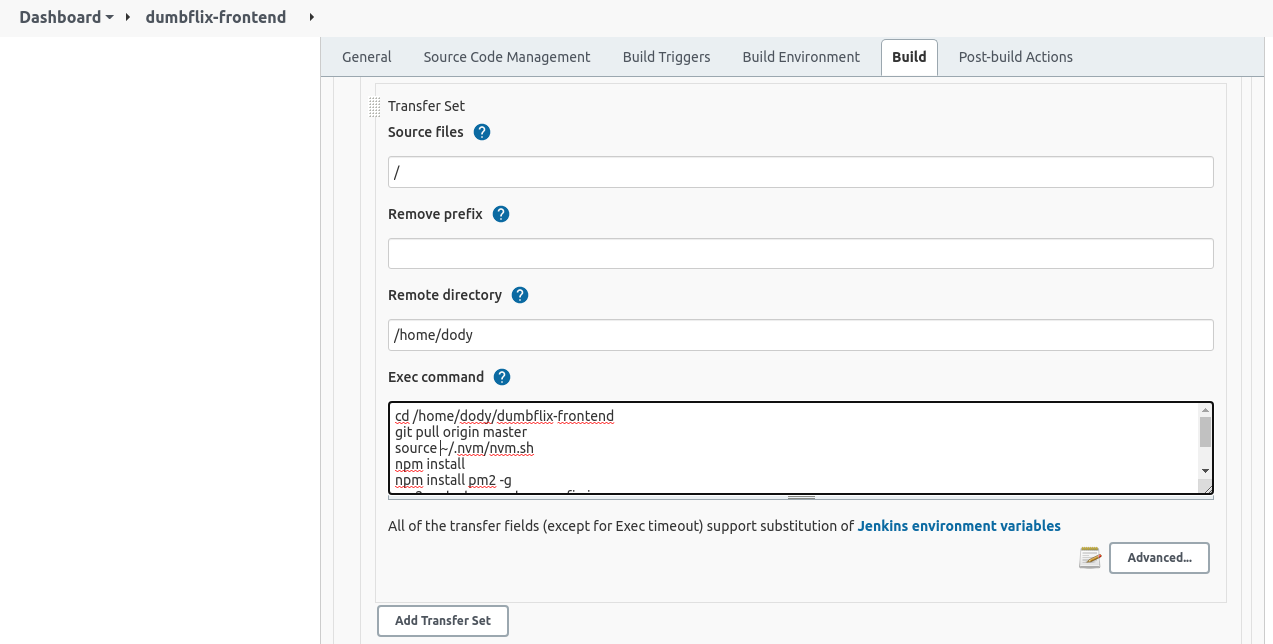 Dashboard dumbflix-frontend
General Source Code Management Build Triggers Build Environment Build Post-build Actions
Transfer Set
Source files ?
/
Remove prefix ?
Remote directory ?
/home/dody
Exec command ?
cd /home/dody/dumbflix-frontend
git pull origin master
source ~/.nvm/nvm.sh
npm install
npm install pm2 -g
All of the transfer fields (except for Exec timeout) support substitution of Jenkins environment variables
Advanced...
Add Transfer Set